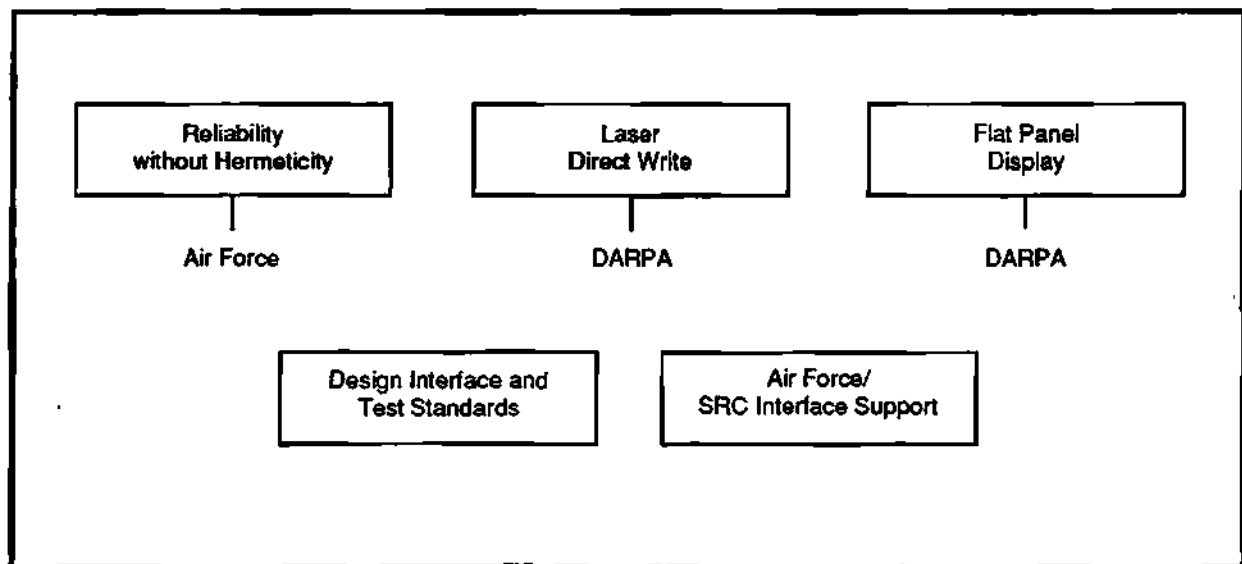 Reliability
without Hermeticity
Laser
Direct Write
Flat Panel
Display
Air Force
DARPA
DARPA
Design Interface and
Test Standards
Air Force/
SRC Interface Support